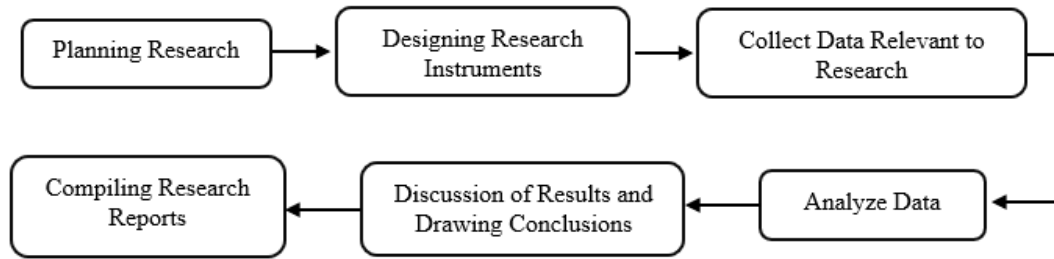 Planning Research
Designing Research
Instruments
Collect Data Relevant to
Research
Analyze Data
Discussion of Results and
Drawing Conclusions
Compiling Research
Reports